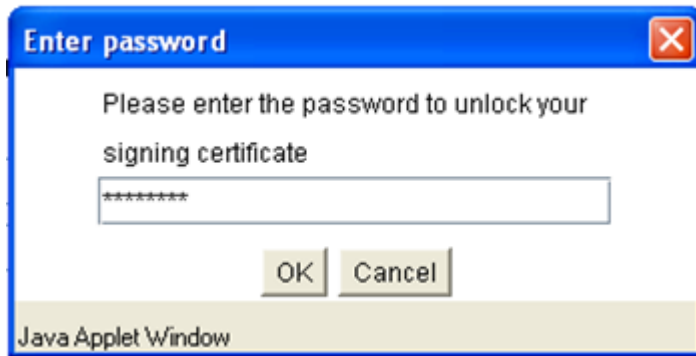 Enter password
Please enter the password to unlock your
signing certificate
********
OK Cancel
Java Applet Window